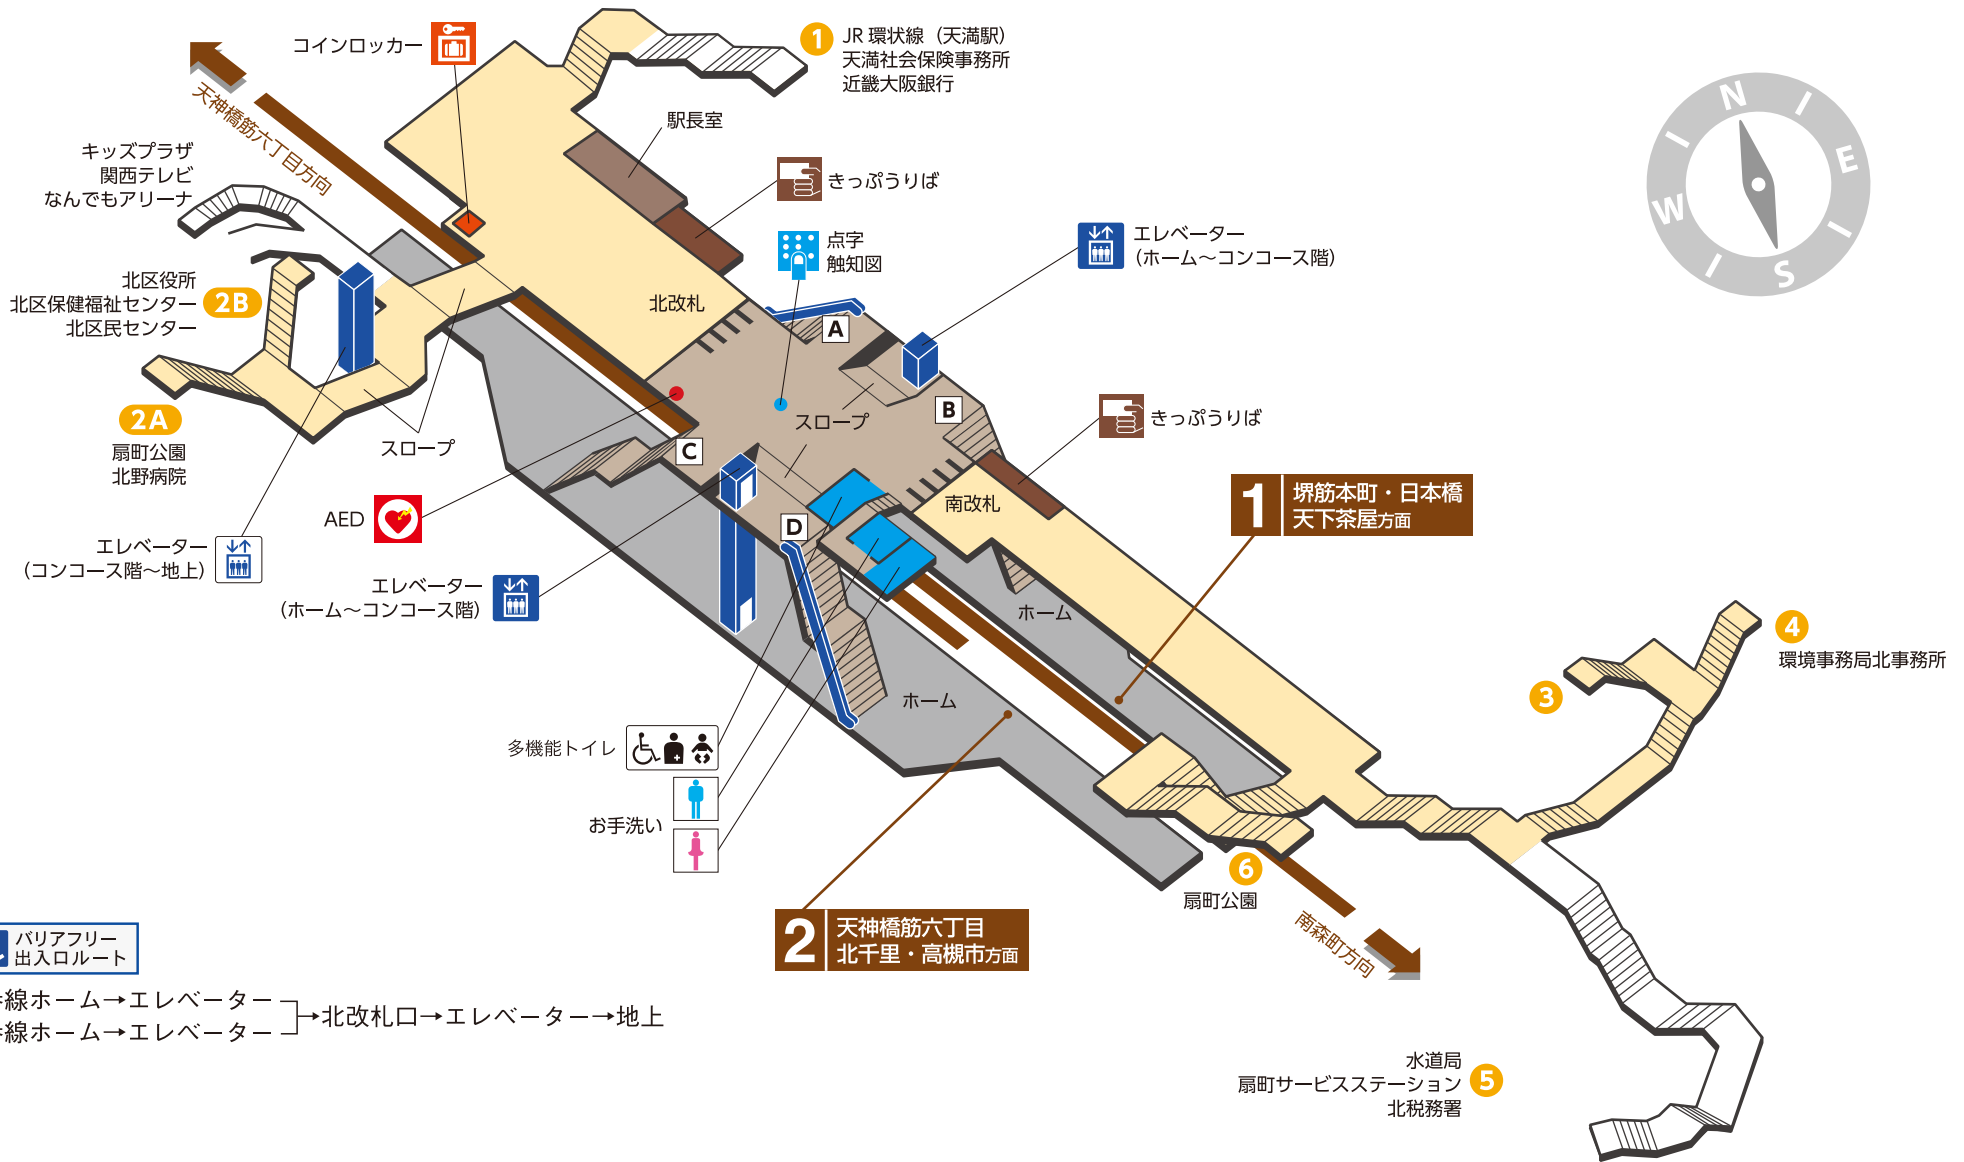 コインロッカー
1
JR 環状線（天満駅）
天満社会保険事務所
近畿大阪銀行
天神橋筋六丁目方向
駅長室
キッズプラザ
関西テレビ
なんでもアリーナ
きっぷうりば
点字
触知図
エレベーター
（ホーム～コンコース階）
N
E
S
W
北区役所
北区保健福祉センター
北区民センター
2B
北改札
A
2A
扇町公園
北野病院
スロープ
スロープ
B
きっぷうりば
C
D
南改札
AED
エレベーター
（コンコース階～地上）
エレベーター
（ホーム～コンコース階）
1
堺筋本町・日本橋
天下茶屋方面
ホーム
ホーム
4
環境事務局北事務所
3
多機能トイレ
お手洗い
6
扇町公園
2
天神橋筋六丁目
北千里・高槻市方面
南森町方向
バリアフリー
出入口ルート
線ホーム→エレベーター
線ホーム→エレベーター
→北改札口→エレベーター→地上
水道局
扇町サービスステーション
北税務署
5